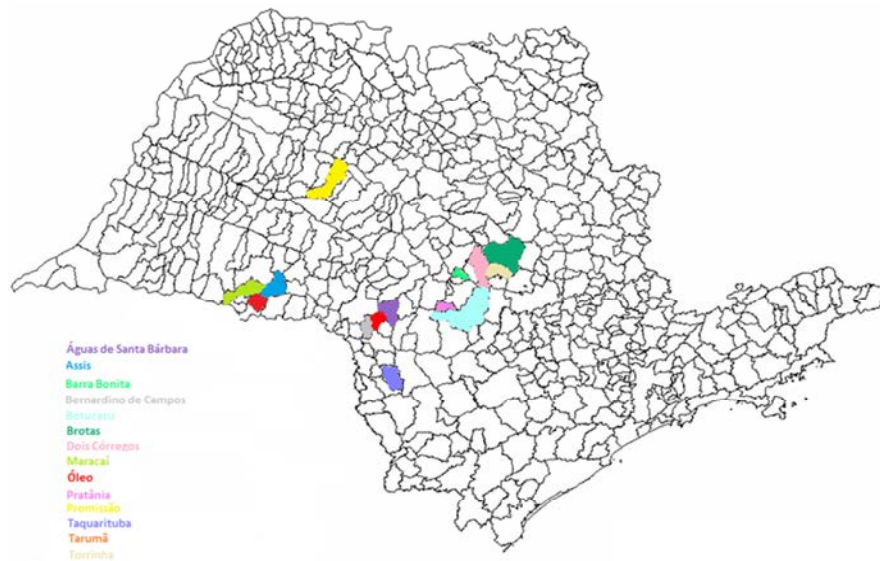 Águas de Santa Bárbara
Assis
Barra Bonita
Bernardino de Campos
Botucatu
Brotas
Dois Córregos
Maracaí
Óleo
Pratânia
Promissão
Taquarituba
Tarumã
Torrinha